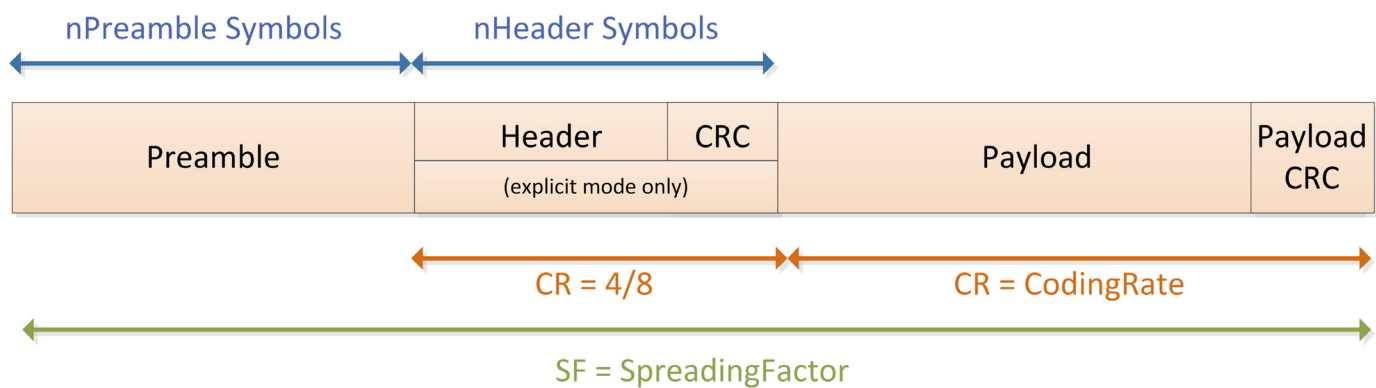 nPreamble Symbols
nHeader Symbols
Preamble
Header
CRC
(explicit mode only)
Payload
Payload
CRC
CR = 4/8
CR = CodingRate
SF = SpreadingFactor